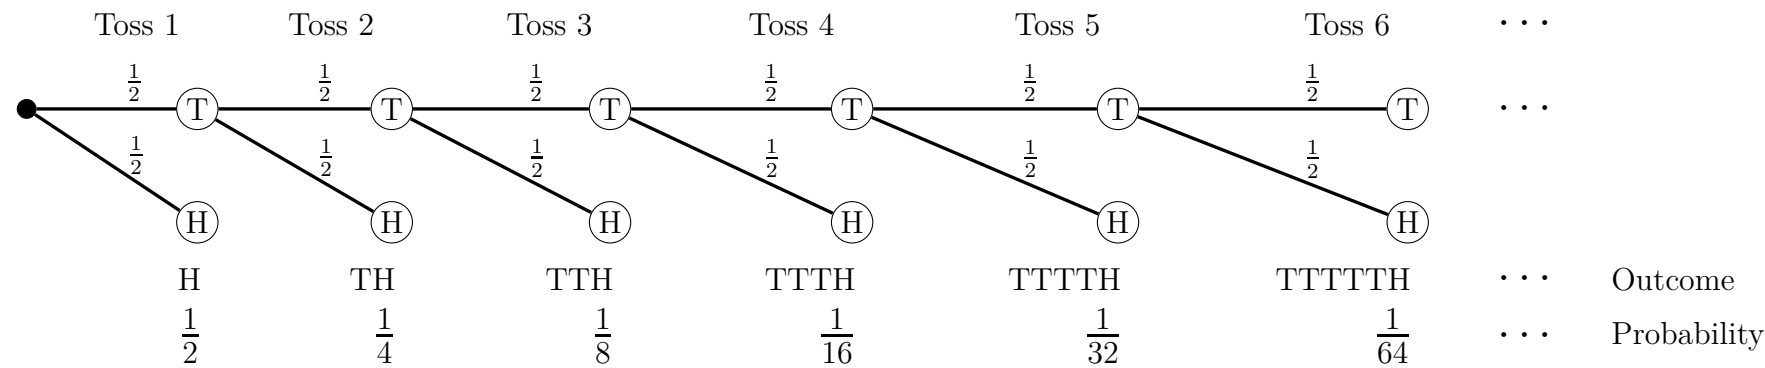 Toss 1 Toss 2 Toss 3 Toss 4 Toss 5 Toss 6 ...
1/2 1/2 1/2 1/2 1/2 1/2
T T T T T T ...
1/2 1/2 1/2 1/2 1/2 1/2
H H H H H H
H TH TTH TTTH TTTTH TTTTTH ... Outcome
1/2 1/4 1/8 1/16 1/32 1/64 ... Probability